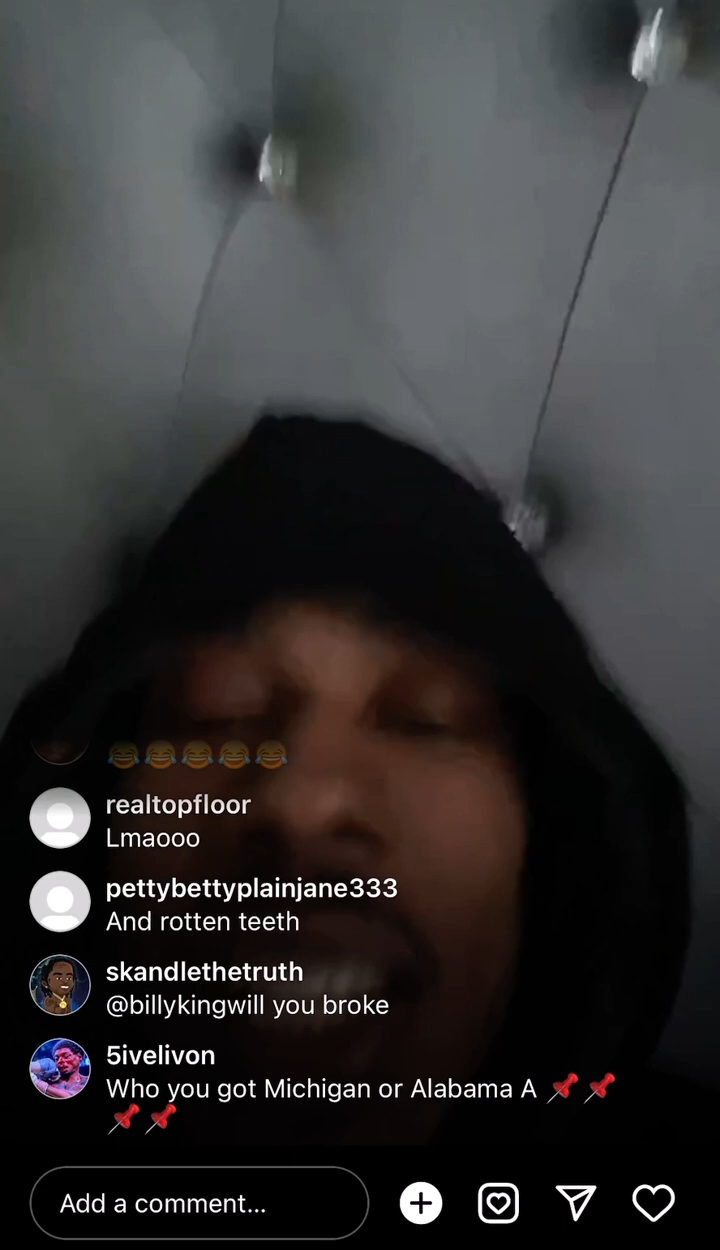 😂😂😂😂😂
realtopfloor
Lmaooo
pettybettyplainjane333
And rotten teeth
skandlethetruth
@billykingwill you broke
5ivelivon
Who you got Michigan or Alabama A 📌📌
📌📌
Add a comment...